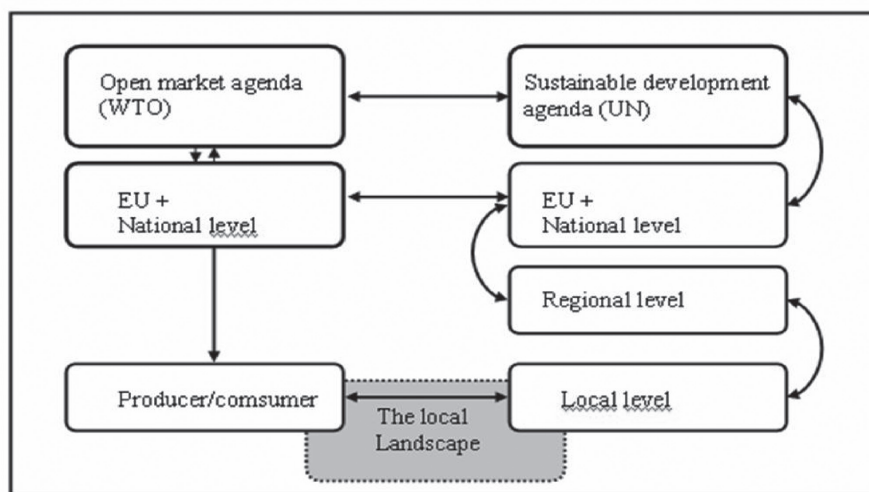 Open market agenda
(WTO)
Sustainable development
agenda (UN)
EU +
National level
EU +
National level
Regional level
Producer/comsumer
Local level
The local
Landscape